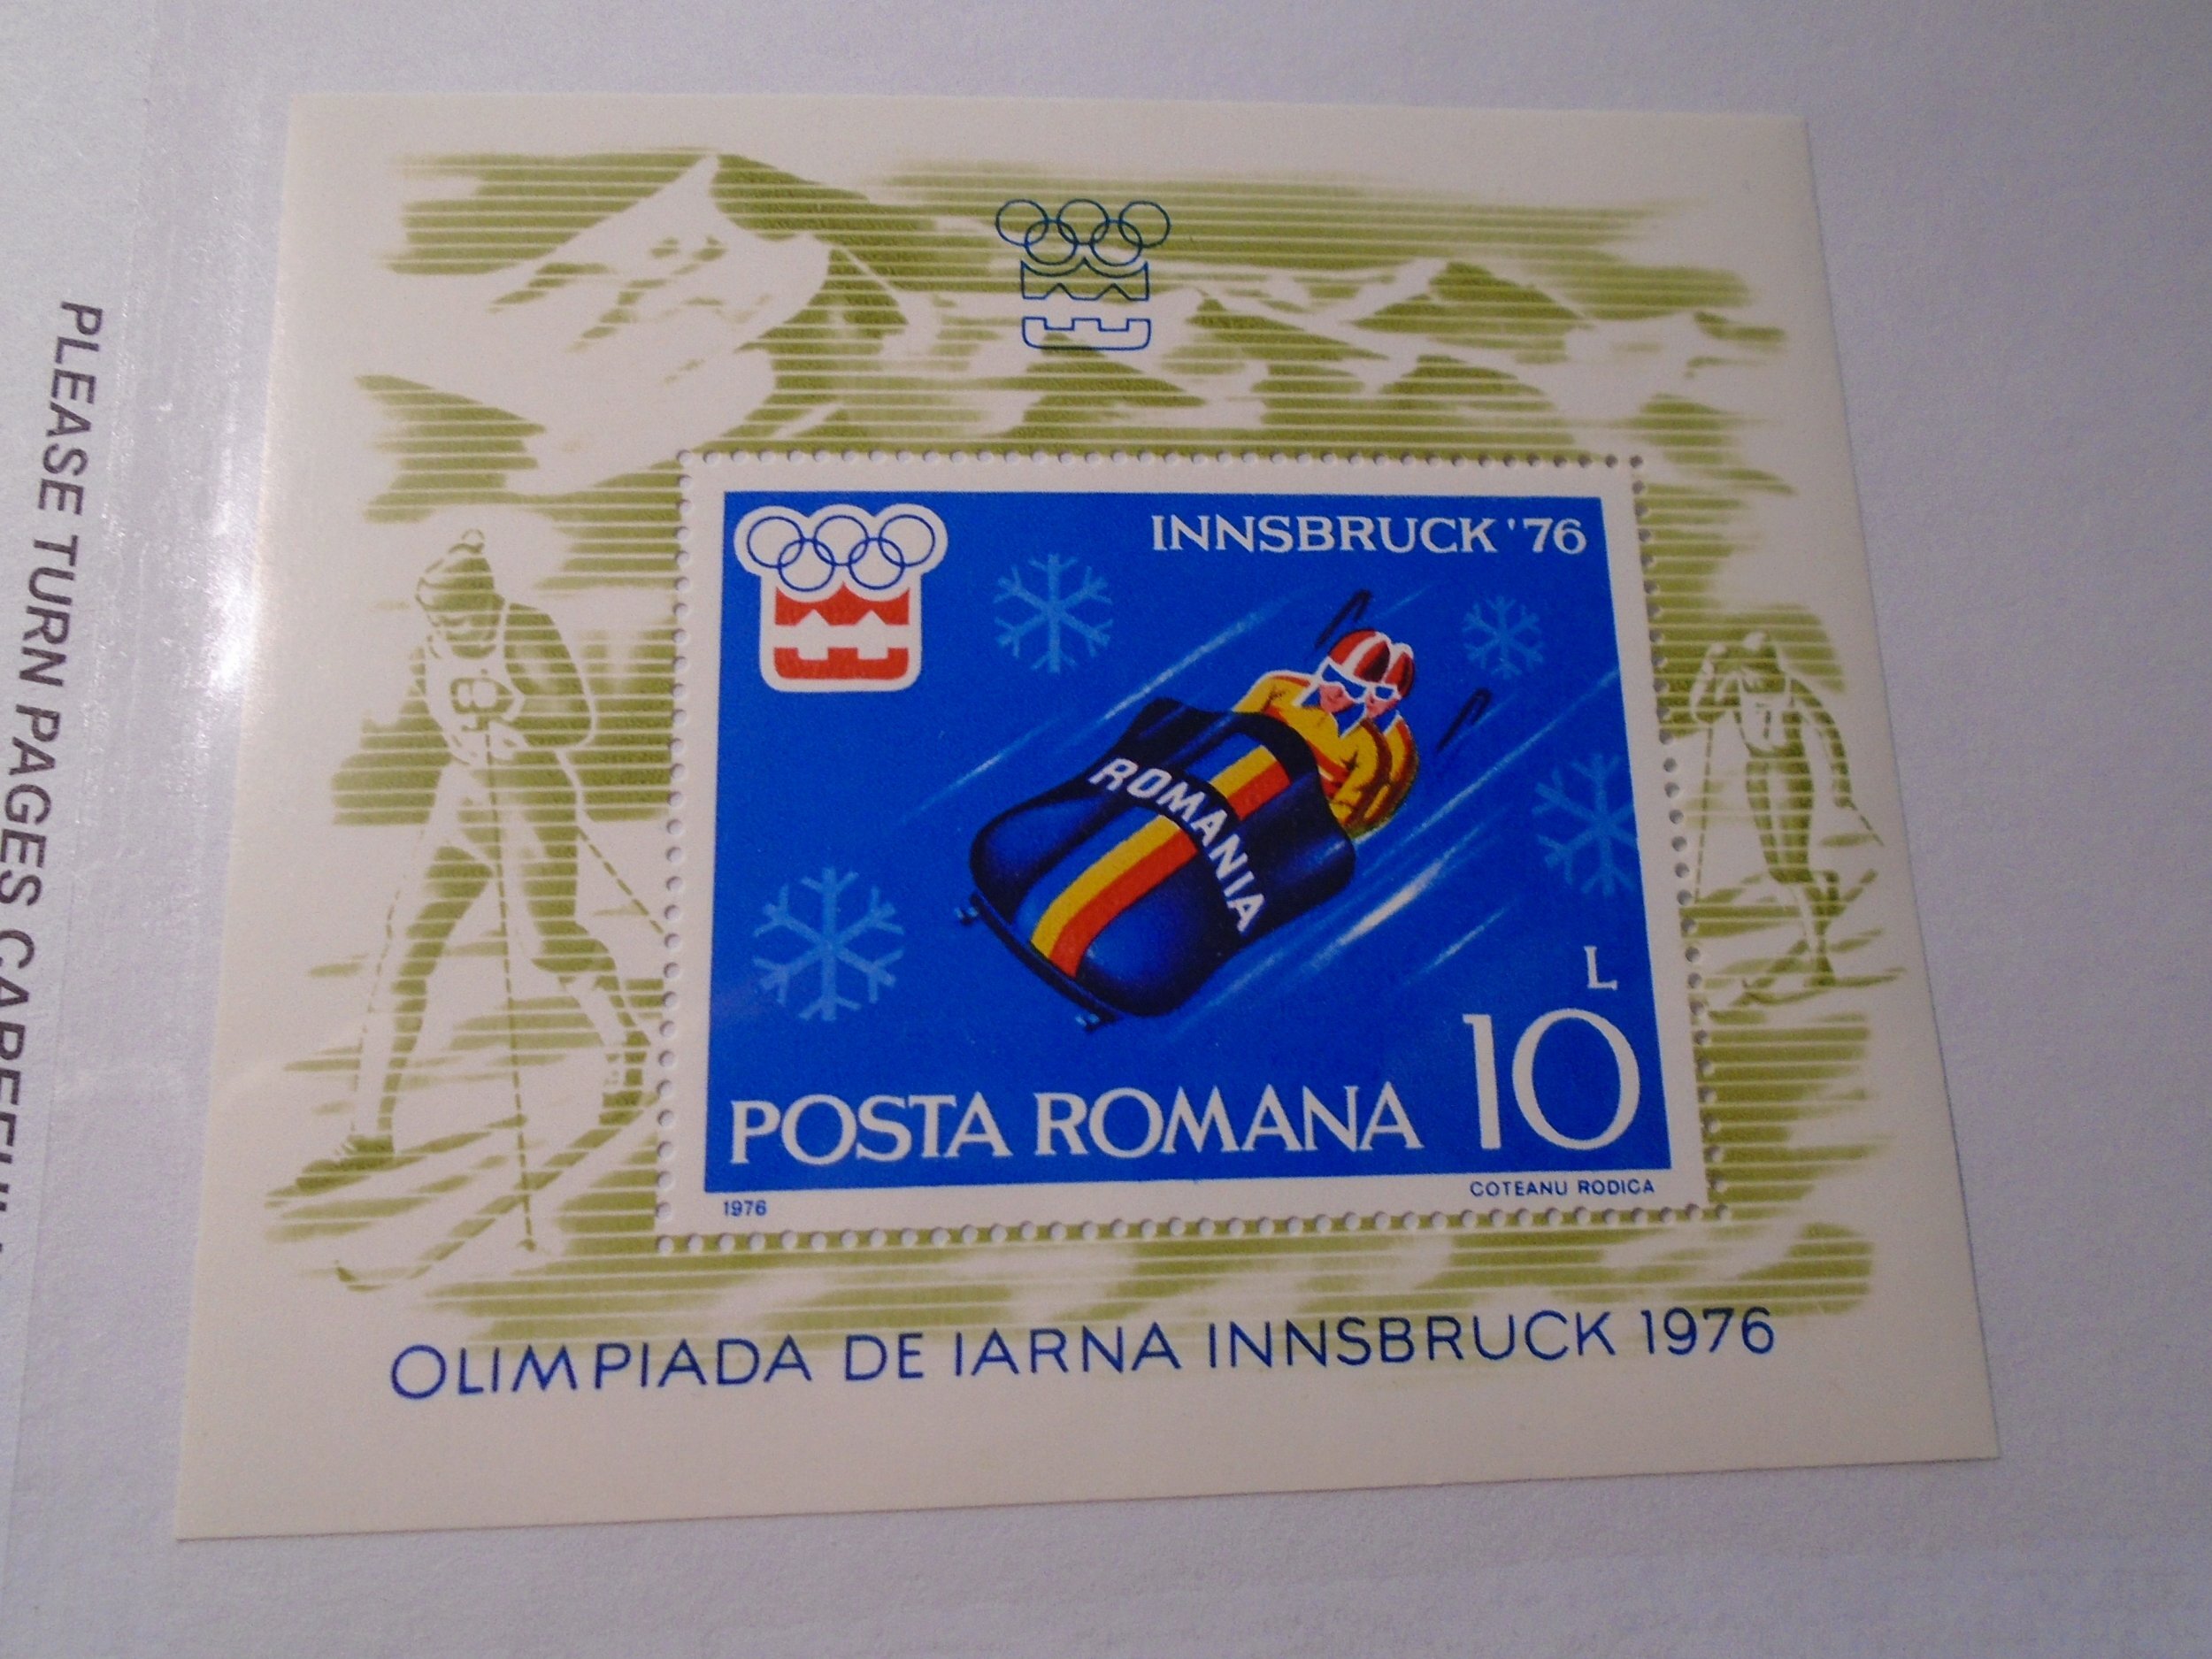 PLEASE TURN PAGES
INNSBRUCK '76
ROMANIA
L
10
POSTA ROMANA
1976
COTEANU RODICA
OLIMPIADA DE IARNA INNSBRUCK 1976